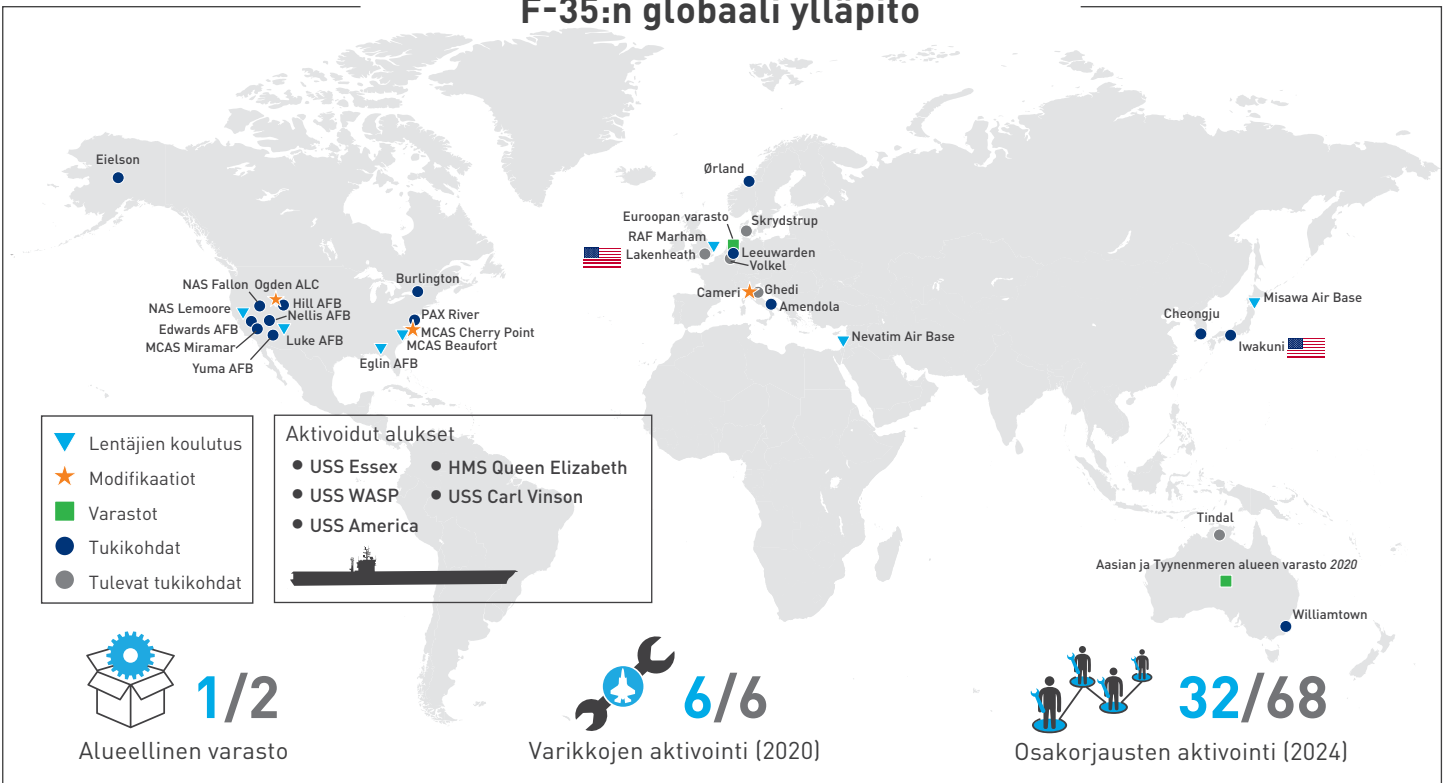 F-35:n globaali ylläpito
Eielson
Ørland
Euroopan varasto
Skrydstrup
RAF Marham
Lakenheath
Leeuwarden
Volkel
Cameri
Ghedi
Amendola
Nevatim Air Base
Burlington
NAS Fallon
Ogden ALC
NAS Lemoore
Hill AFB
Nellis AFB
Edwards AFB
MCAS Miramar
Luke AFB
Yuma AFB
PAX River
MCAS Cherry Point
MCAS Beaufort
Eglin AFB
Misawa Air Base
Cheongju
Iwakuni
Tindal
Aasian ja Tyynenmeren alueen varasto 2020
Williamtown
Lentäjien koulutus
Modifikaatiot
Varastot
Tukikohdat
Tulevat tukikohdat
Aktivoidut alukset
• USS Essex
• USS WASP
• USS America
• HMS Queen Elizabeth
• USS Carl Vinson
1/2
Alueellinen varasto
6/6
Varikkojen aktivointi (2020)
32/68
Osakorjausten aktivointi (2024)